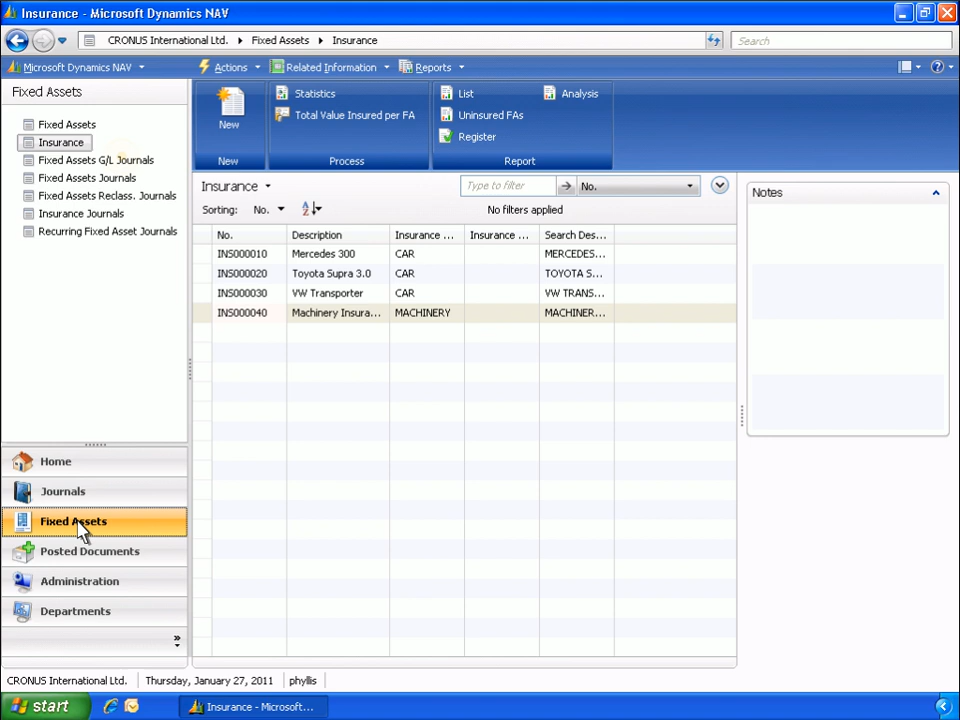 Insurance - Microsoft Dynamics NAV
CRONUS International Ltd. Fixed Assets Insurance
Search
Microsoft Dynamics NAV
Actions Related Information Reports
Fixed Assets
Fixed Assets
Insurance
Fixed Assets G/L Journals
Fixed Assets Journals
Fixed Assets Reclass. Journals
Insurance Journals
Recurring Fixed Asset Journals
Home
Journals
Fixed Assets
Posted Documents
Administration
Departments
New
New
Statistics
Total Value Insured per FA
Process
List Analysis
Uninsured FAs
Register
Report
Insurance
Type to filter No.
Sorting: No. No filters applied
No. Description Insurance ... Insurance ... Search Des...
INS000010 Mercedes 300 CAR MERCEDES...
INS000020 Toyota Supra 3.0 CAR TOYOTA S...
INS000030 VW Transporter CAR VW TRANS...
INS000040 Machinery Insura... MACHINERY MACHINER...
Notes
CRONUS International Ltd. Thursday, January 27, 2011 phyllis
start Insurance - Microsoft...